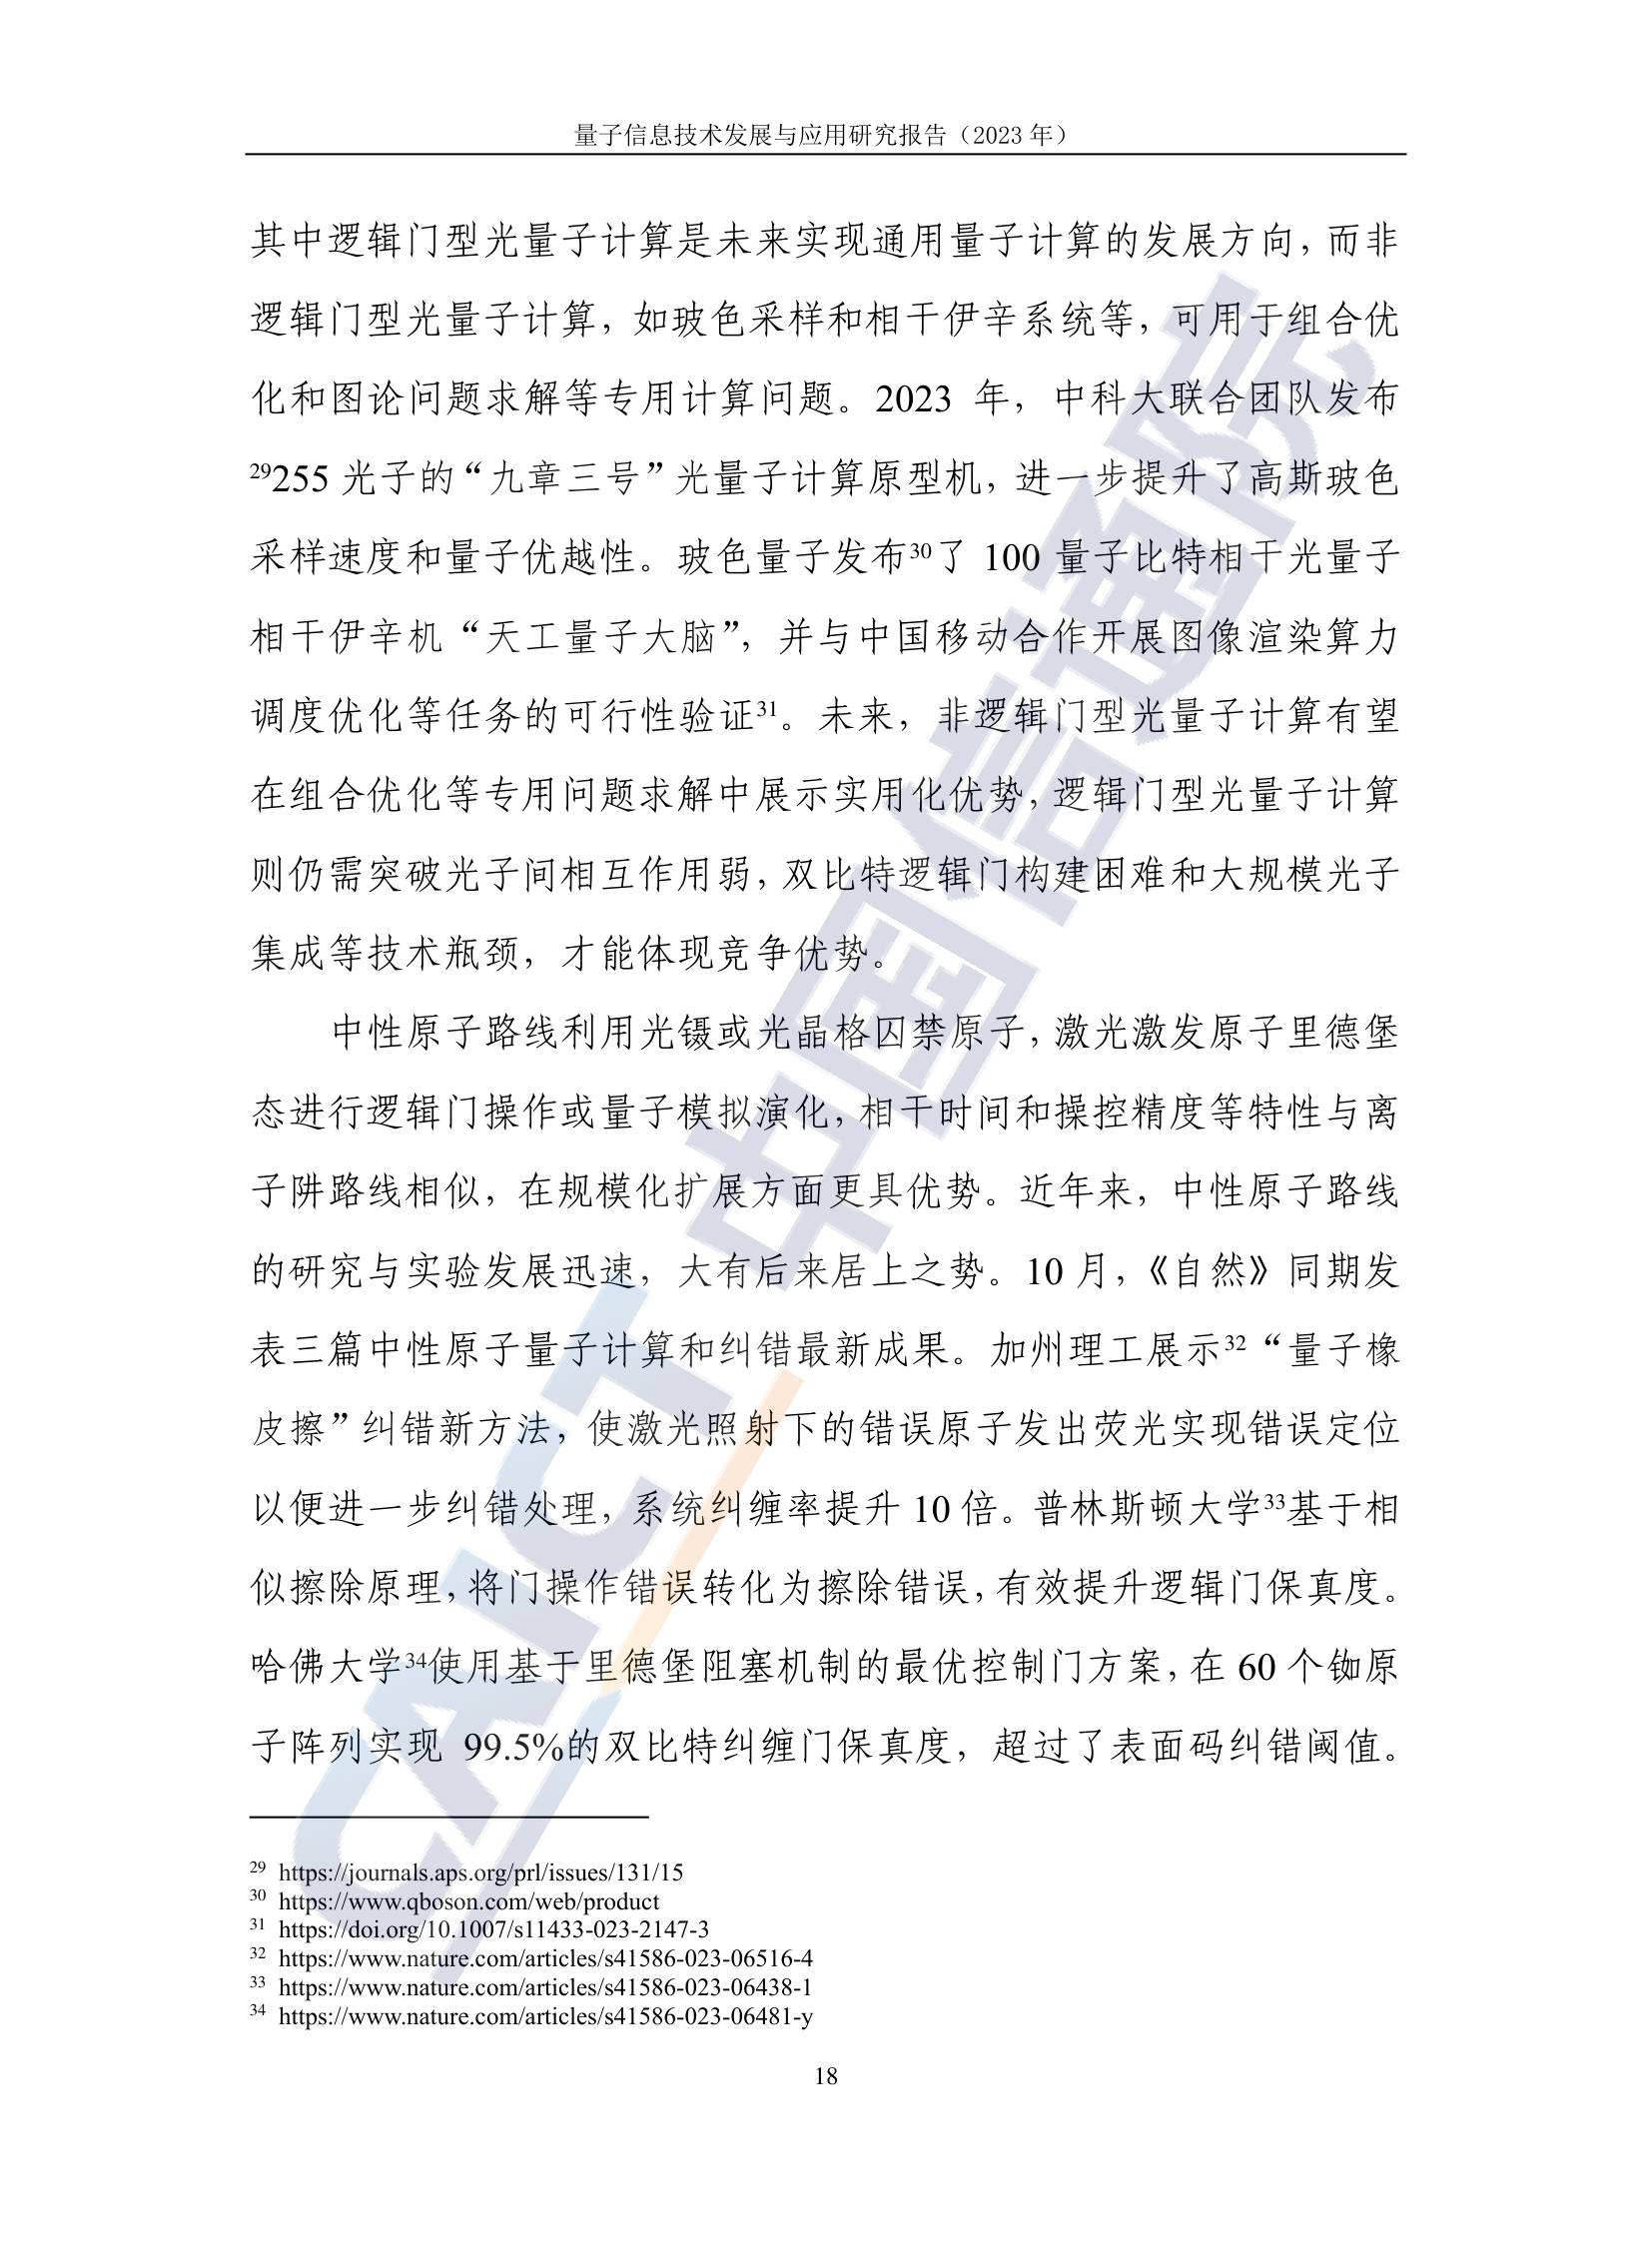 量子信息技术发展与应用研究报告（2023 年）
其中逻辑门型光量子计算是未来实现通用量子计算的发展方向，而非
逻辑门型光量子计算，如玻色采样和相干伊辛系统等，可用于组合优
化和图论问题求解等专用计算问题。2023 年，中科大联合团队发布
29255 光子的“九章三号”光量子计算原型机，进一步提升了高斯玻色
采样速度和量子优越性。玻色量子发布30了 100 量子比特相干光量子
相干伊辛机“天工量子大脑”，并与中国移动合作开展图像渲染算力
调度优化等任务的可行性验证31。未来，非逻辑门型光量子计算有望
在组合优化等专用问题求解中展示实用化优势，逻辑门型光量子计算
则仍需突破光子间相互作用弱，双比特逻辑门构建困难和大规模光子
集成等技术瓶颈，才能体现竞争优势。
中性原子路线利用光镊或光晶格囚禁原子，激光激发原子里德堡
态进行逻辑门操作或量子模拟演化，相干时间和操控精度等特性与离
子阱路线相似，在规模化扩展方面更具优势。近年来，中性原子路线
的研究与实验发展迅速，大有后来居上之势。10 月，《自然》同期发
表三篇中性原子量子计算和纠错最新成果。加州理工展示32“量子橡
皮擦”纠错新方法，使激光照射下的错误原子发出荧光实现错误定位
以便进一步纠错处理，系统纠缠率提升 10 倍。普林斯顿大学33基于相
似擦除原理，将门操作错误转化为擦除错误，有效提升逻辑门保真度。
哈佛大学34使用基于里德堡阻塞机制的最优控制门方案，在 60 个铷原
子阵列实现 99.5%的双比特纠缠门保真度，超过了表面码纠错阈值。
29 https://journals.aps.org/prl/issues/131/15
30 https://www.qboson.com/web/product
31 https://doi.org/10.1007/s11433-023-2147-3
32 https://www.nature.com/articles/s41586-023-06516-4
33 https://www.nature.com/articles/s41586-023-06438-1
34 https://www.nature.com/articles/s41586-023-06481-y
18
CAICT 中国信通院